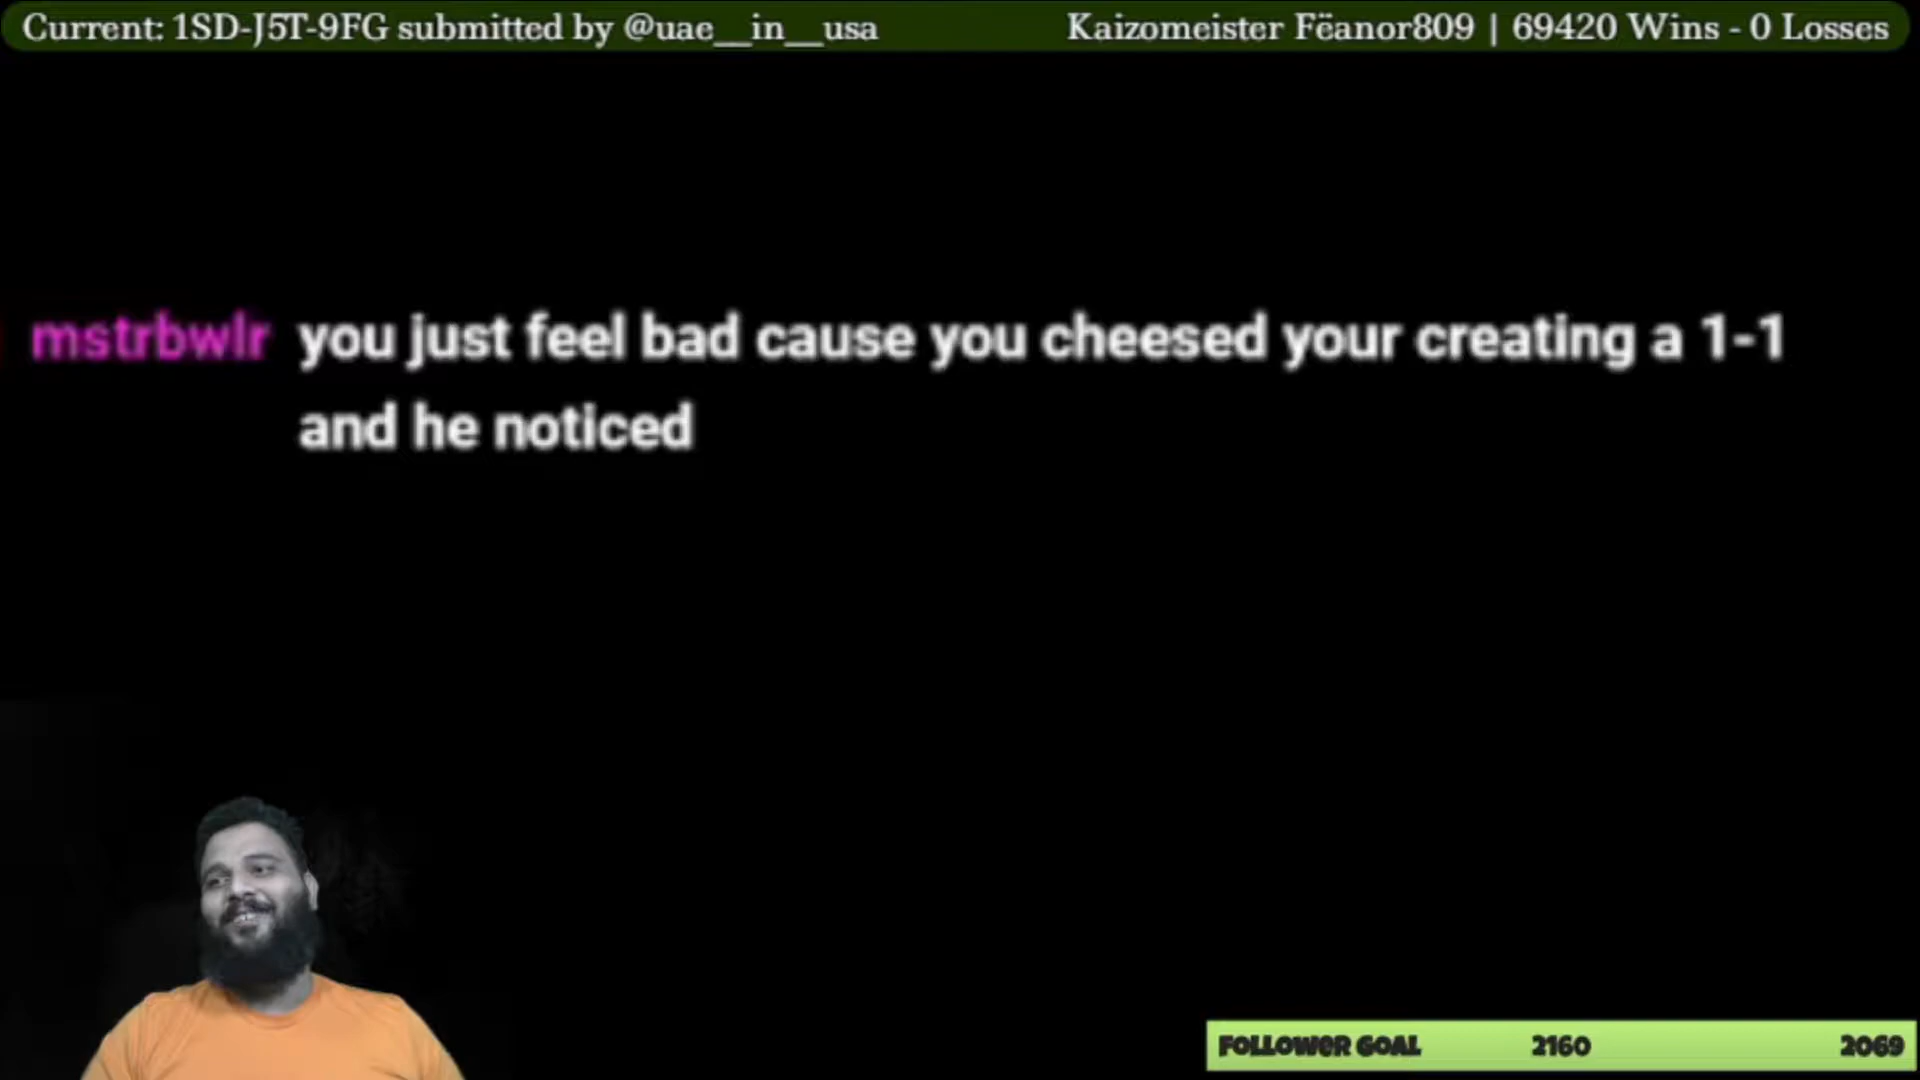 Current: 1SD-J5T-9FG submitted by @uae__in__usa
Kaizomeister Fëanor809 | 69420 Wins - 0 Losses
mstrbwlr you just feel bad cause you cheesed your creating a 1-1
and he noticed
FOLLOWER GOAL 2160 2069